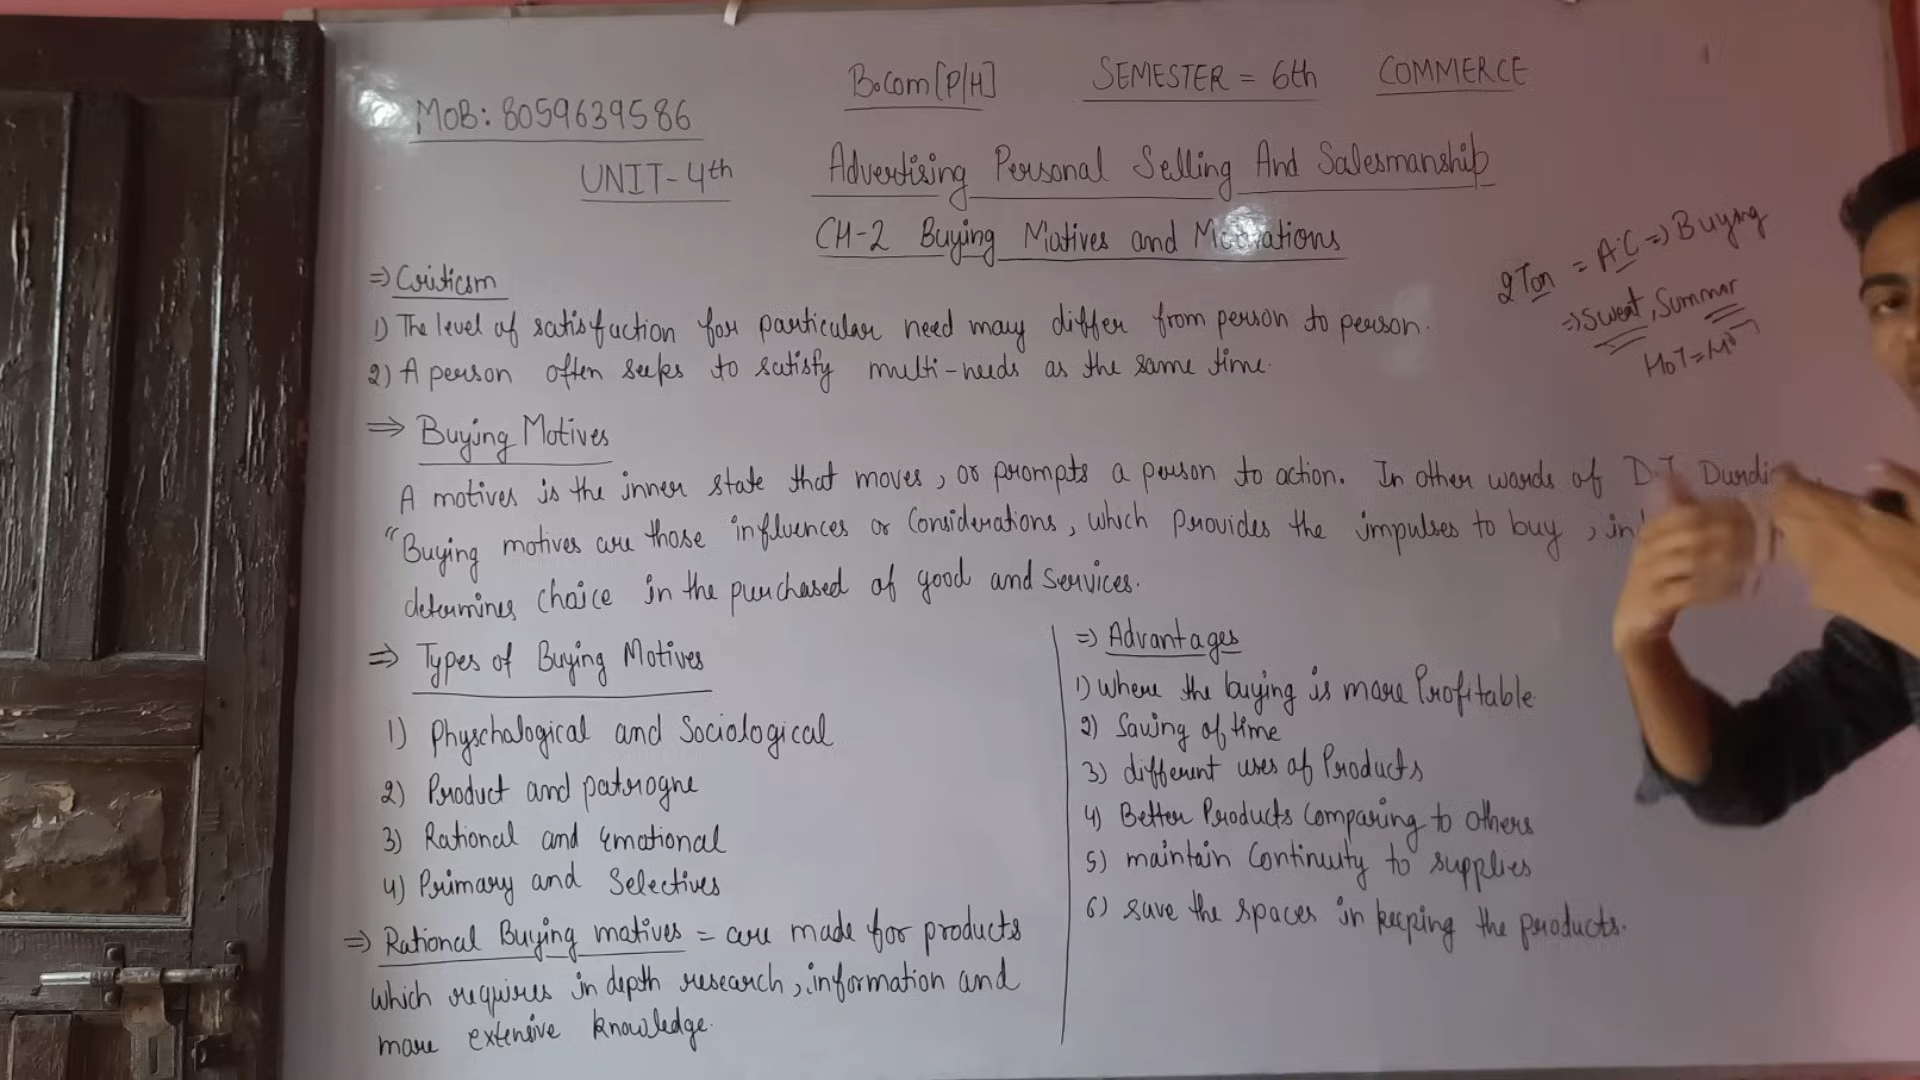 B.Com [P/H] SEMESTER = 6th COMMERCE
MOB: 8059639586
UNIT-4th Advertising Personal Selling And Salesmanship
CH-2 Buying Motives and Motivations
⇒ Criticism
1) The level of satisfaction for particular need may differ from person to person.
2) A person often seeks to satisfy multi-needs as the same time.
2 Ton = A.C ⇒ Buying
⇒ Sweat, Summar
⇒ Buying Motives
A motives is the inner state that moves, or prompts a person to action. In other words of D.J
"Buying motives are those influences or Considerations, which provides the impulses to buy,
determines choice in the purchased of good and services.
⇒ Types of Buying Motives
1) Physchological and Sociological
2) Product and patrogne
3) Rational and Emotional
4) Primary and Selectives
⇒ Rational Buying motives = are made for products
which requires in depth research, information and
more extensive knowledge.
⇒ Advantages
1) where the buying is more Profitable
2) Saving of time
3) different uses of Products
4) Better Products Comparing to others
5) maintain Continuity to supplies
6) save the spaces in keeping the products.